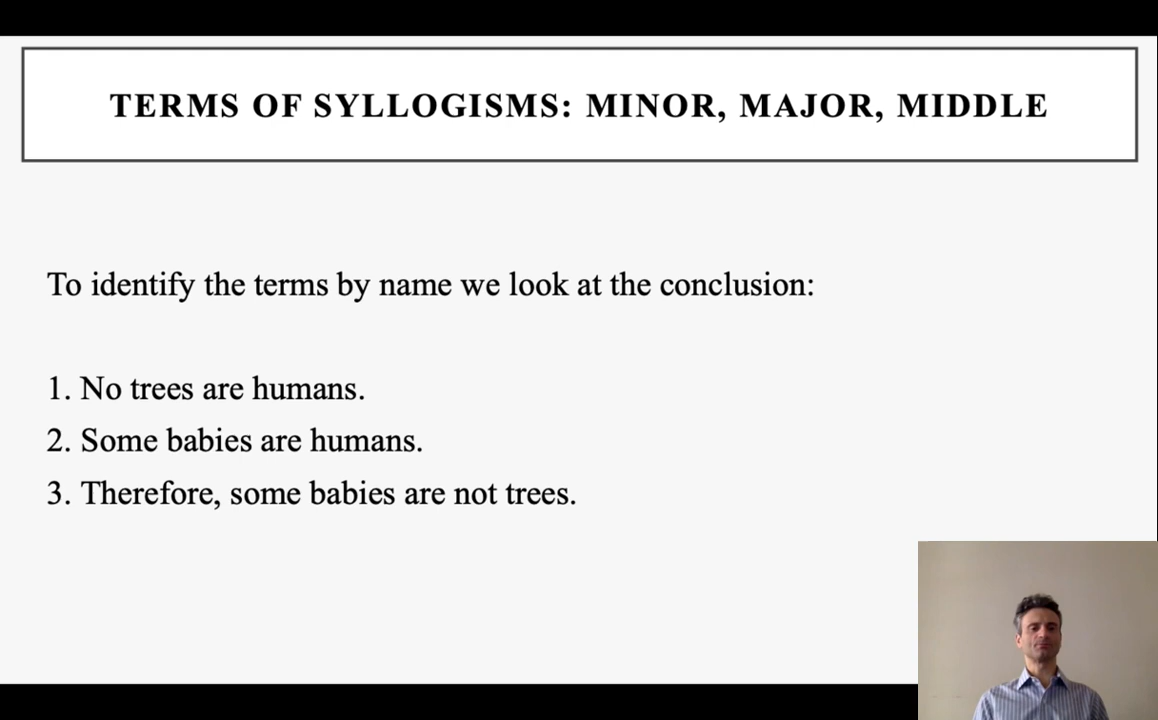 TERMS OF SYLLOGISMS: MINOR, MAJOR, MIDDLE
To identify the terms by name we look at the conclusion:
1. No trees are humans.
2. Some babies are humans.
3. Therefore, some babies are not trees.